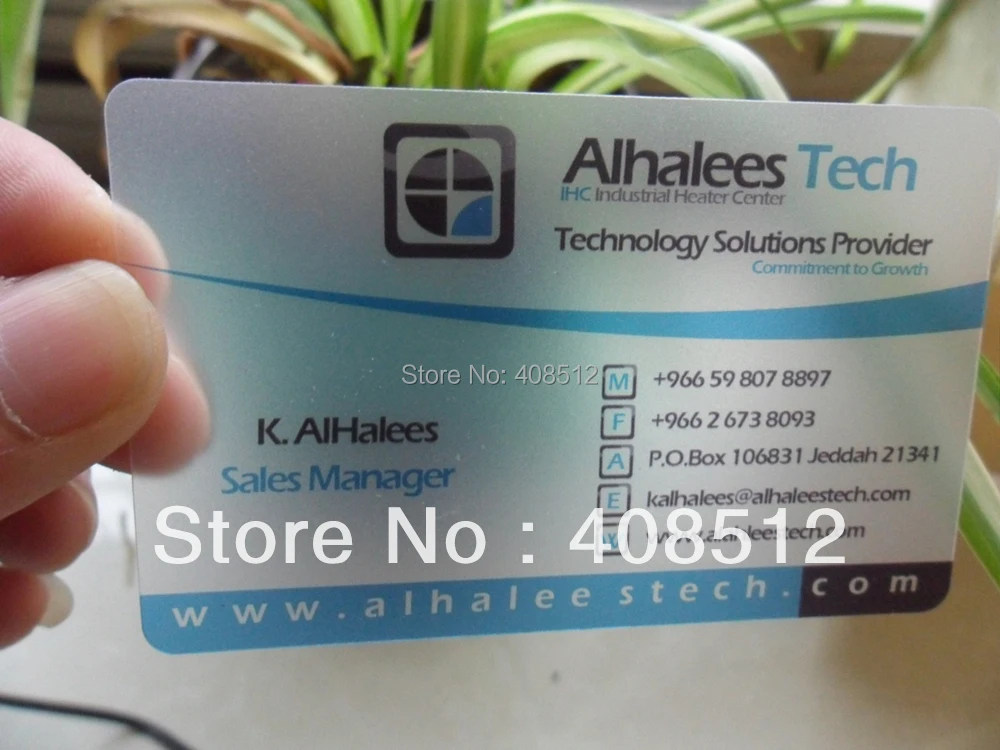 Alhalees Tech
IHC Industrial Heater Center
Technology Solutions Provider
Commitment to Growth
Store No: 408512
M +966 59 807 8897
F +966 2 673 8093
A P.O.Box 106831 Jeddah 21341
E kalhalees@alhaleestech.com
K. AlHalees
Sales Manager
Store No : 408512
www.alhaleestech.com